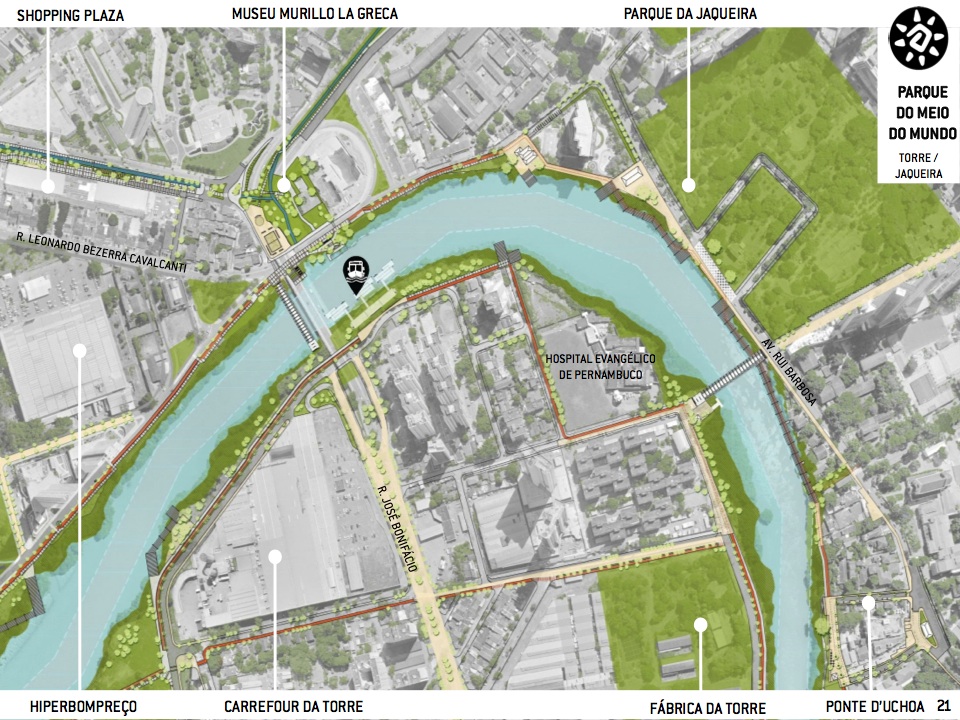 SHOPPING PLAZA
MUSEU MURILLO LA GRECA
PARQUE DA JAQUEIRA
PARQUE
DO MEIO
DO MUNDO
TORRE /
JAQUEIRA
R. LEONARDO BEZERRA CAVALCANTI
HOSPITAL EVANGÉLICO
DE PERNAMBUCO
AV. RUI BARBOSA
R. JOSÉ BONIFÁCIO
HIPERBOMPREÇO
CARREFOUR DA TORRE
FÁBRICA DA TORRE
PONTE D'UCHOA
21